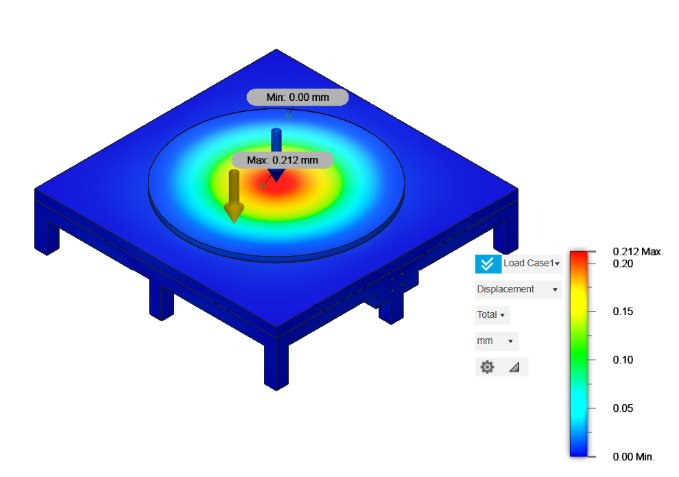 Min: 0.00 mm
Max: 0.212 mm
Load Case1
Displacement
Total
mm
0.212 Max.
0.20
0.15
0.10
0.05
0.00 Min.